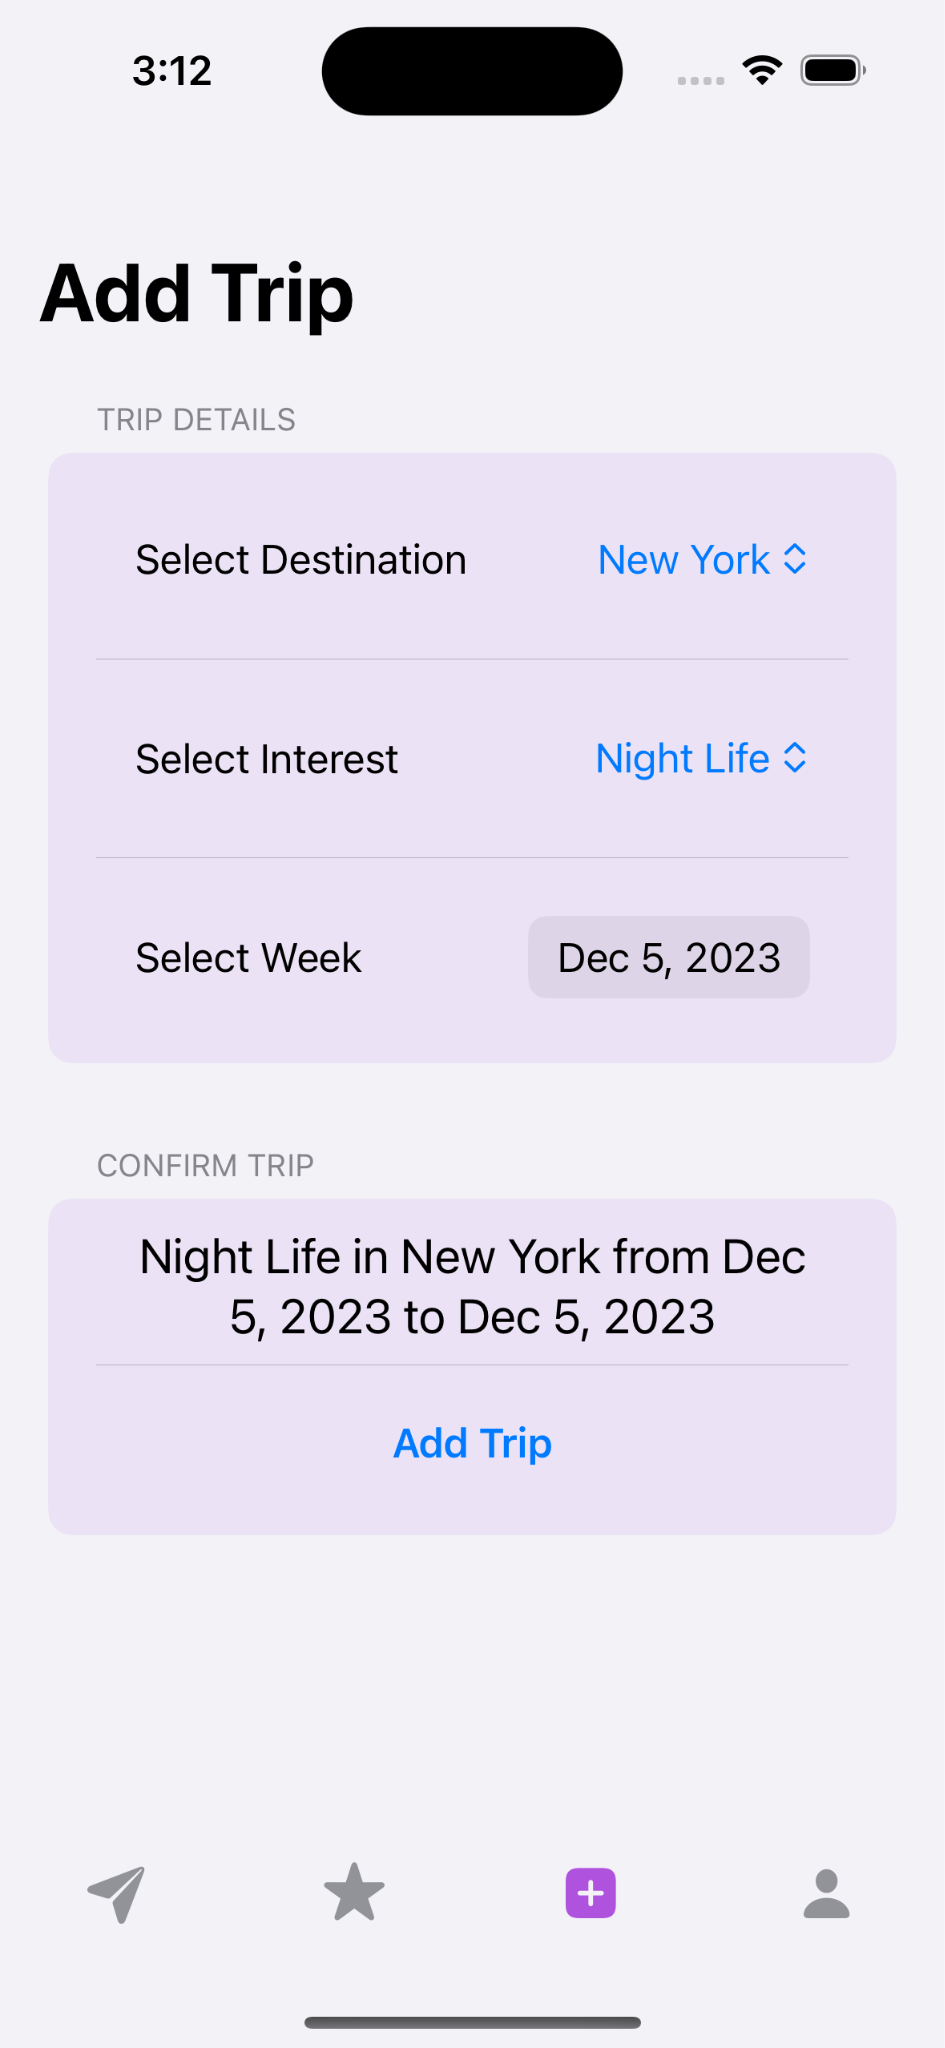 3:12
Add Trip
TRIP DETAILS
Select Destination New York
Select Interest Night Life
Select Week Dec 5, 2023
CONFIRM TRIP
Night Life in New York from Dec
5, 2023 to Dec 5, 2023
Add Trip